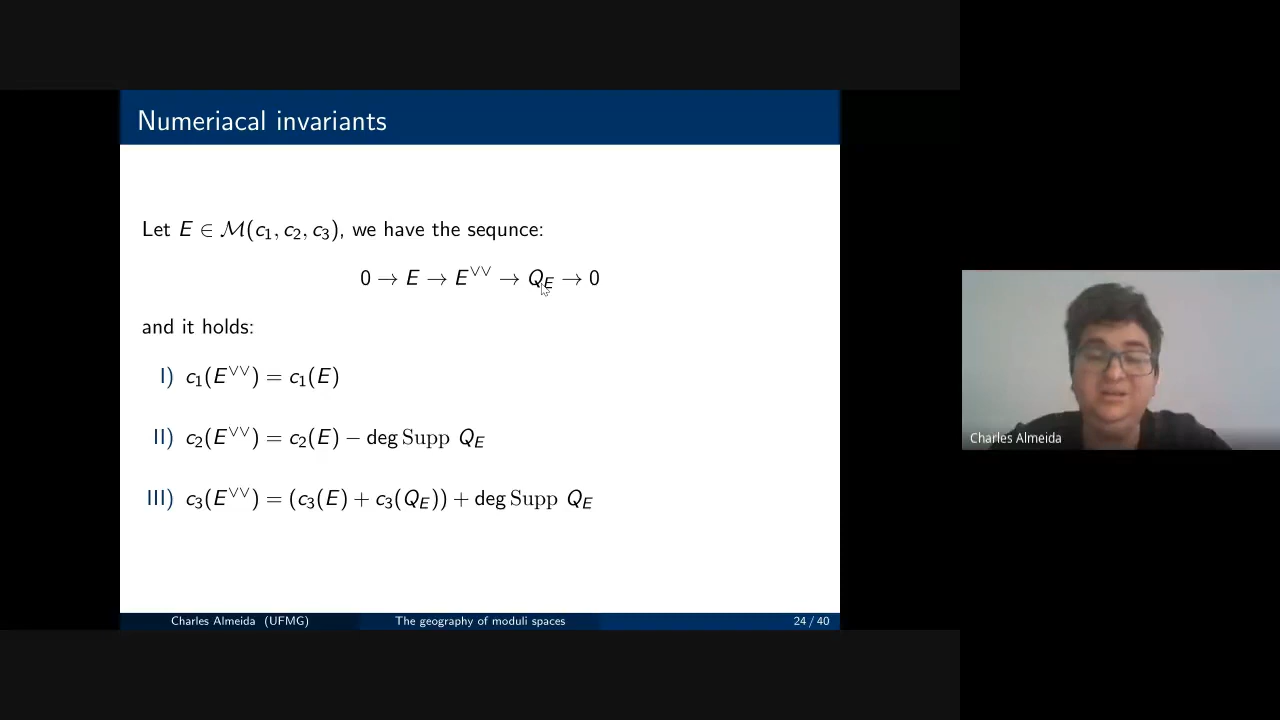 Numeriacal invariants
Let E ∈ M(c₁, c₂, c₃), we have the sequnce:
0 → E → E^∨∨ → Q_E → 0
and it holds:
I) c₁(E^∨∨) = c₁(E)
II) c₂(E^∨∨) = c₂(E) − deg Supp Q_E
III) c₃(E^∨∨) = (c₃(E) + c₃(Q_E)) + deg Supp Q_E
Charles Almeida (UFMG) The geography of moduli spaces 24 / 40
Charles Almeida